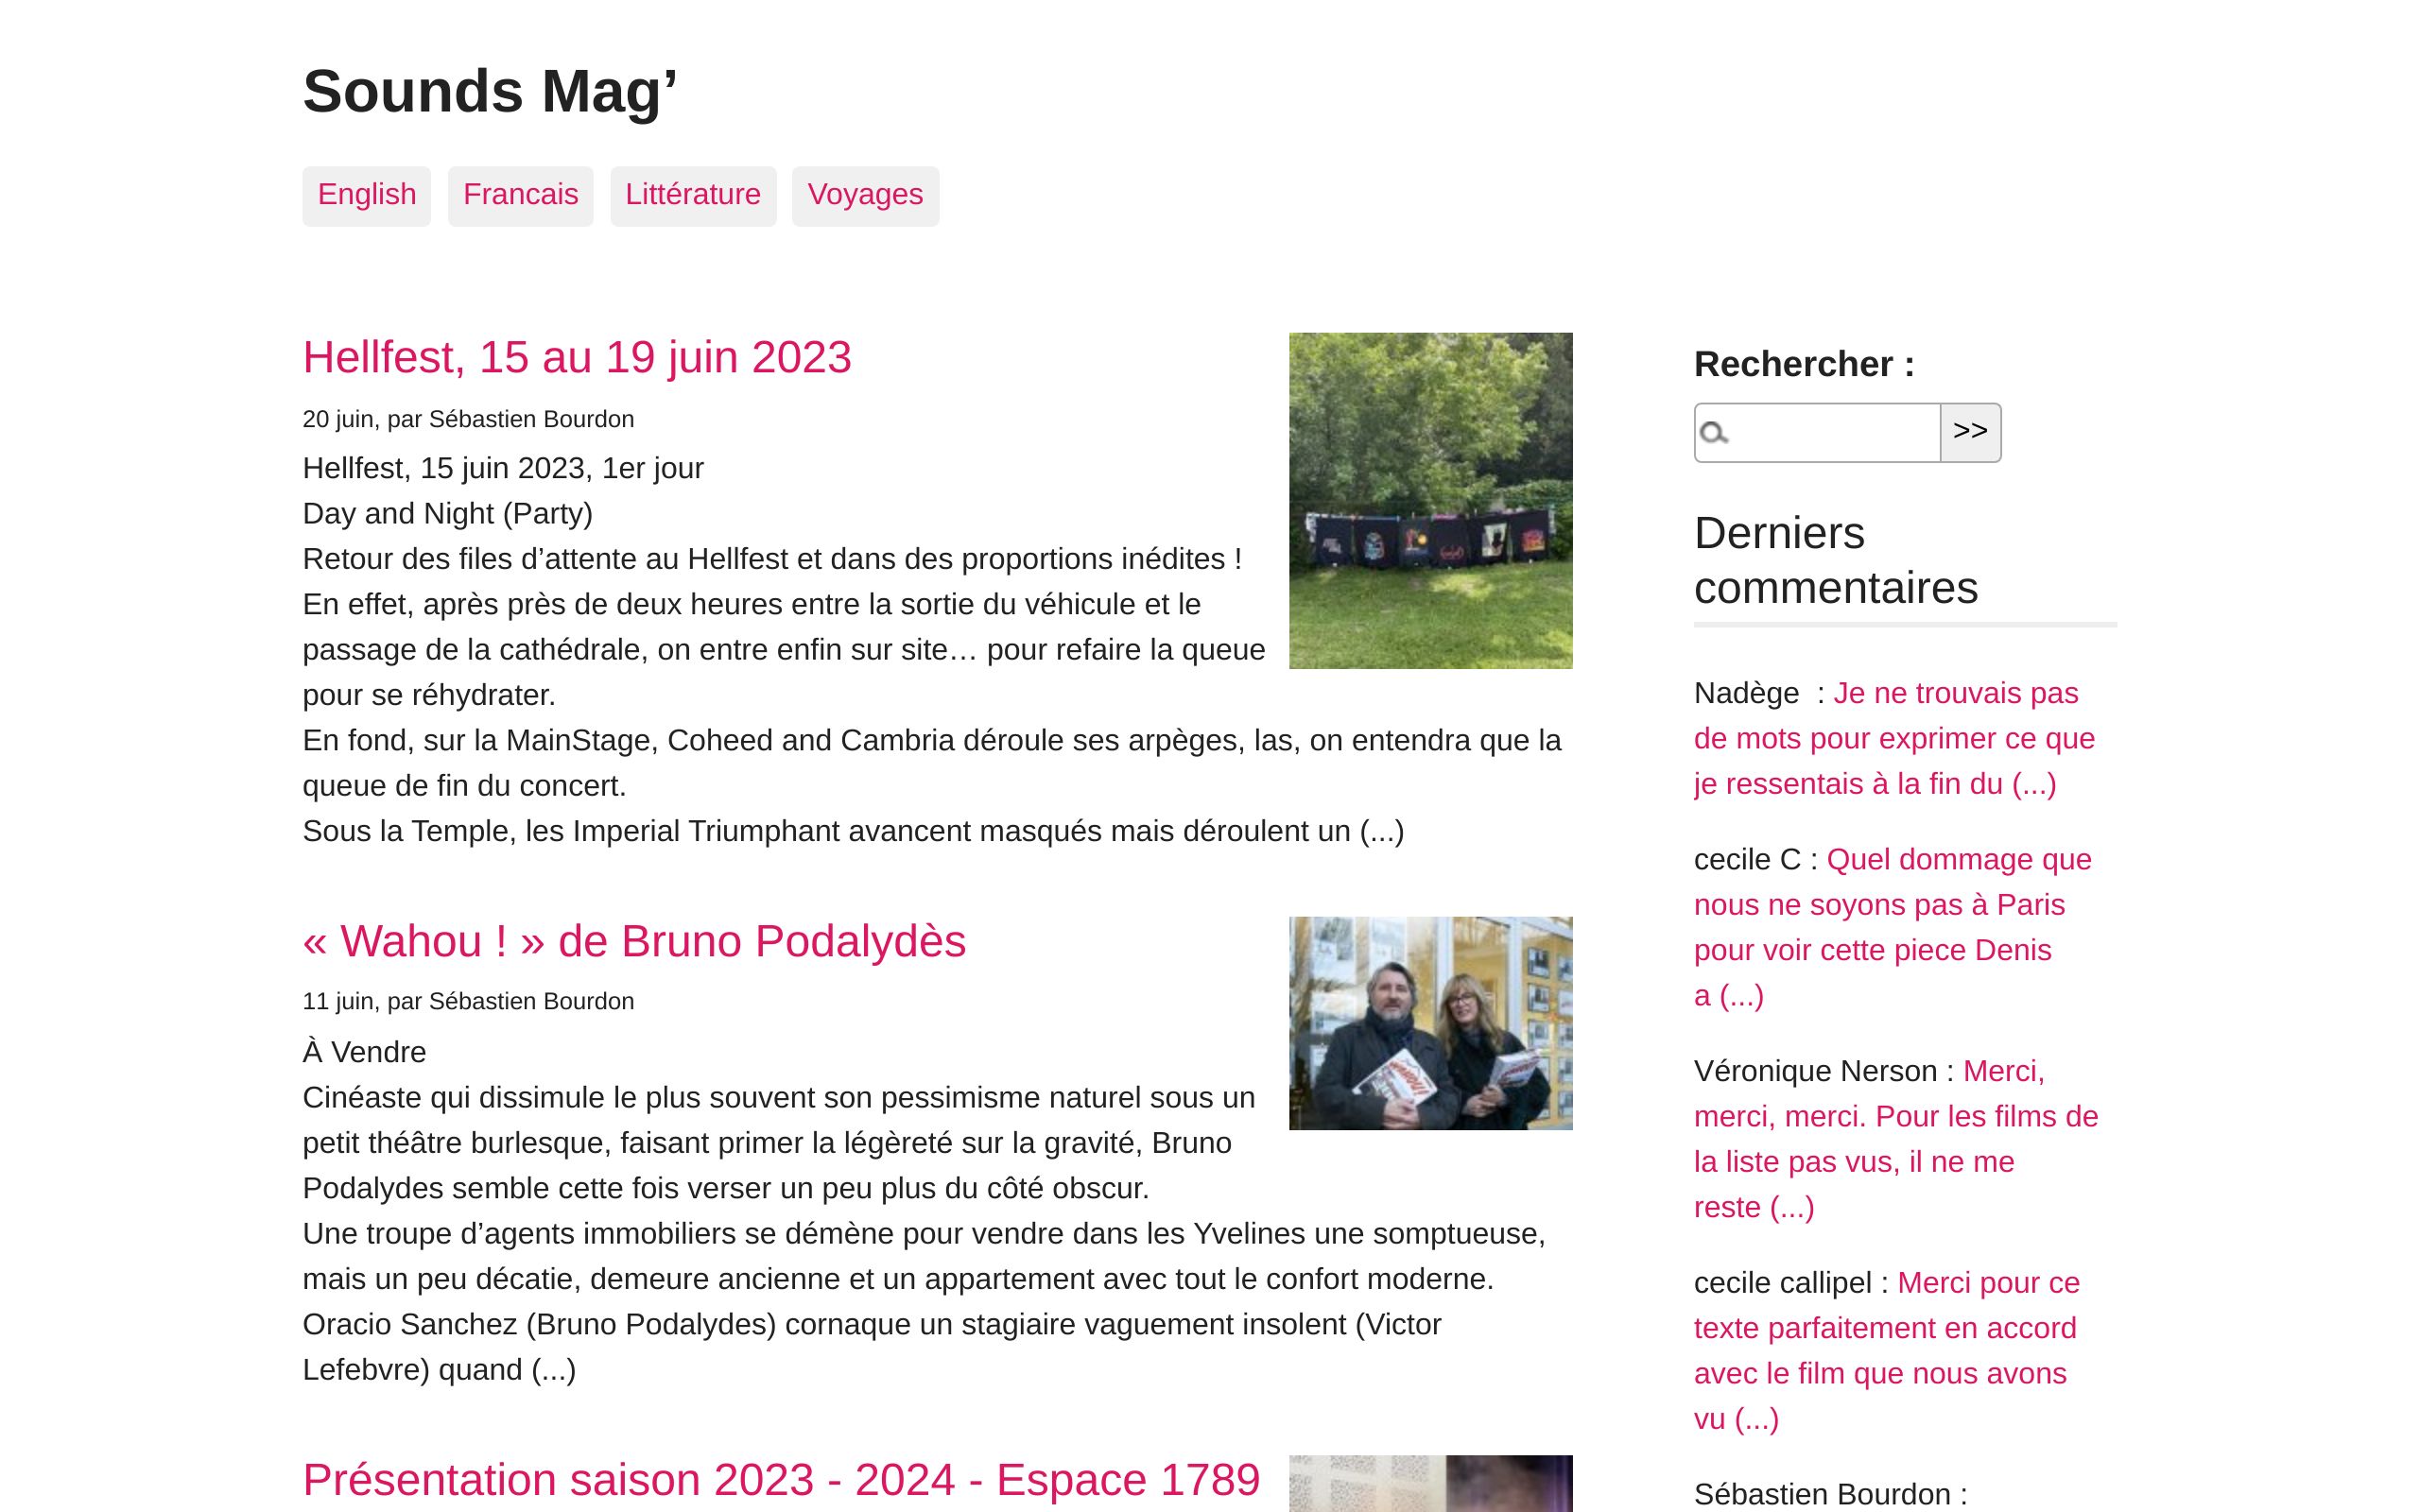 Sounds Mag’
English
Francais
Littérature
Voyages
Hellfest, 15 au 19 juin 2023
20 juin, par Sébastien Bourdon
Hellfest, 15 juin 2023, 1er jour
Day and Night (Party)
Retour des files d’attente au Hellfest et dans des proportions inédites !
En effet, après près de deux heures entre la sortie du véhicule et le
passage de la cathédrale, on entre enfin sur site… pour refaire la queue
pour se réhydrater.
En fond, sur la MainStage, Coheed and Cambria déroule ses arpèges, las, on entendra que la
queue de fin du concert.
Sous la Temple, les Imperial Triumphant avancent masqués mais déroulent un (...)
« Wahou ! » de Bruno Podalydès
11 juin, par Sébastien Bourdon
À Vendre
Cinéaste qui dissimule le plus souvent son pessimisme naturel sous un
petit théâtre burlesque, faisant primer la légèreté sur la gravité, Bruno
Podalydes semble cette fois verser un peu plus du côté obscur.
Une troupe d’agents immobiliers se démène pour vendre dans les Yvelines une somptueuse,
mais un peu décatie, demeure ancienne et un appartement avec tout le confort moderne.
Oracio Sanchez (Bruno Podalydes) cornaque un stagiaire vaguement insolent (Victor
Lefebvre) quand (...)
Présentation saison 2023 - 2024 - Espace 1789
Rechercher :
>>
Derniers
commentaires
Nadège  : Je ne trouvais pas
de mots pour exprimer ce que
je ressentais à la fin du (...)
cecile C : Quel dommage que
nous ne soyons pas à Paris
pour voir cette piece Denis
a (...)
Véronique Nerson : Merci,
merci, merci. Pour les films de
la liste pas vus, il ne me
reste (...)
cecile callipel : Merci pour ce
texte parfaitement en accord
avec le film que nous avons
vu (...)
Sébastien Bourdon :